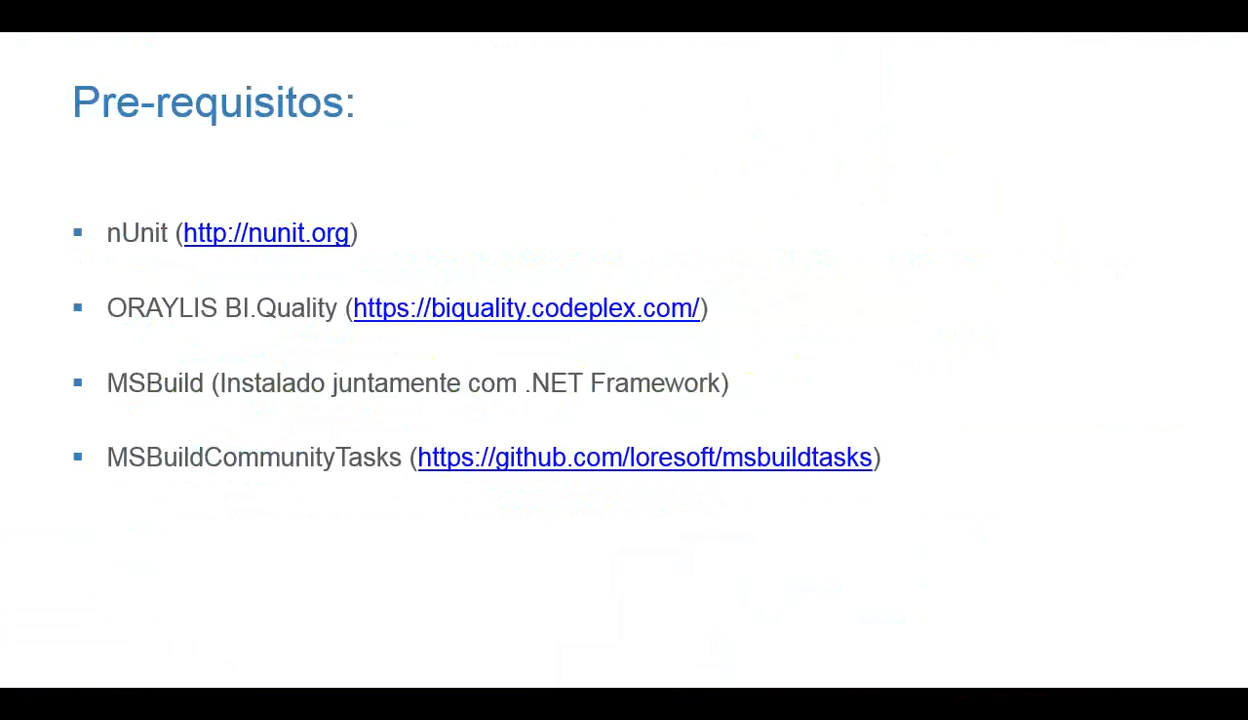 Pre-requisitos:
nUnit (http://nunit.org)
ORAYLIS BI.Quality (https://biquality.codeplex.com/)
MSBuild (Instalado juntamente com .NET Framework)
MSBuildCommunityTasks (https://github.com/loresoft/msbuildtasks)